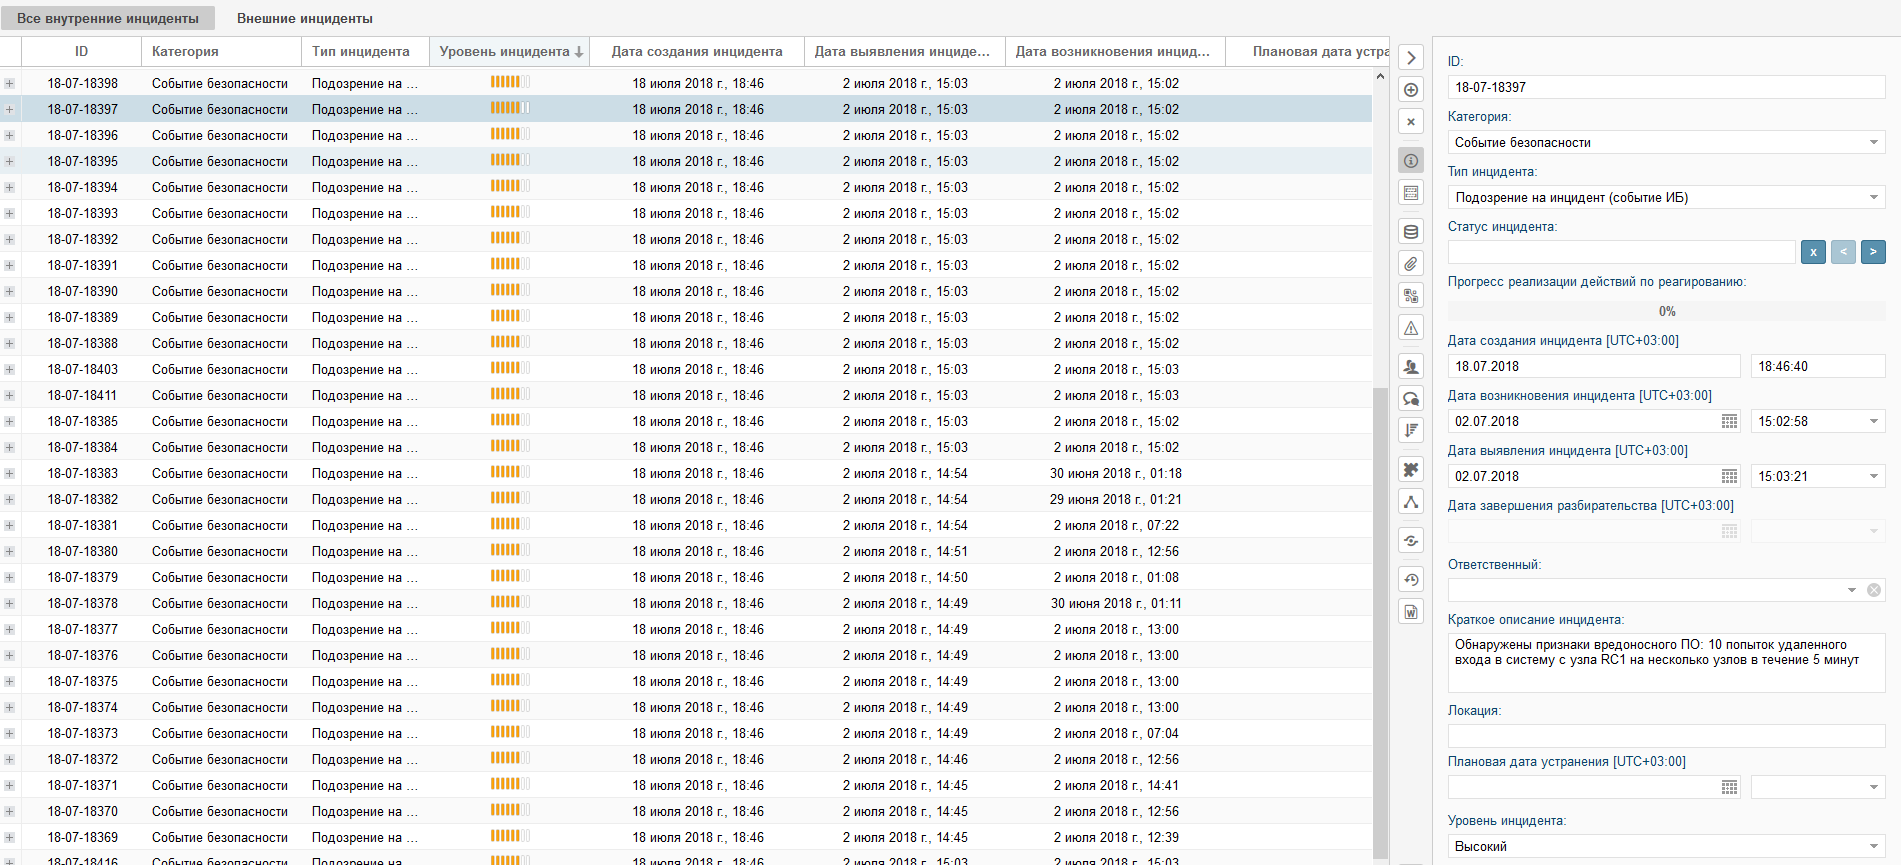 Все внутренние инциденты Внешние инциденты
ID Категория Тип инцидента Уровень инцидента Дата создания инцидента Дата выявления инциде... Дата возникновения инцид... Плановая дата устра
18-07-18398 Событие безопасности Подозрение на ... 18 июля 2018 г., 18:46 2 июля 2018 г., 15:03 2 июля 2018 г., 15:02
18-07-18397 Событие безопасности Подозрение на ... 18 июля 2018 г., 18:46 2 июля 2018 г., 15:03 2 июля 2018 г., 15:02
18-07-18396 Событие безопасности Подозрение на ... 18 июля 2018 г., 18:46 2 июля 2018 г., 15:03 2 июля 2018 г., 15:02
18-07-18395 Событие безопасности Подозрение на ... 18 июля 2018 г., 18:46 2 июля 2018 г., 15:03 2 июля 2018 г., 15:02
18-07-18394 Событие безопасности Подозрение на ... 18 июля 2018 г., 18:46 2 июля 2018 г., 15:03 2 июля 2018 г., 15:02
18-07-18393 Событие безопасности Подозрение на ... 18 июля 2018 г., 18:46 2 июля 2018 г., 15:03 2 июля 2018 г., 15:02
18-07-18392 Событие безопасности Подозрение на ... 18 июля 2018 г., 18:46 2 июля 2018 г., 15:03 2 июля 2018 г., 15:02
18-07-18391 Событие безопасности Подозрение на ... 18 июля 2018 г., 18:46 2 июля 2018 г., 15:03 2 июля 2018 г., 15:02
18-07-18390 Событие безопасности Подозрение на ... 18 июля 2018 г., 18:46 2 июля 2018 г., 15:03 2 июля 2018 г., 15:02
18-07-18389 Событие безопасности Подозрение на ... 18 июля 2018 г., 18:46 2 июля 2018 г., 15:03 2 июля 2018 г., 15:02
18-07-18388 Событие безопасности Подозрение на ... 18 июля 2018 г., 18:46 2 июля 2018 г., 15:03 2 июля 2018 г., 15:02
18-07-18403 Событие безопасности Подозрение на ... 18 июля 2018 г., 18:46 2 июля 2018 г., 15:03 2 июля 2018 г., 15:03
18-07-18411 Событие безопасности Подозрение на ... 18 июля 2018 г., 18:46 2 июля 2018 г., 15:03 2 июля 2018 г., 15:03
18-07-18385 Событие безопасности Подозрение на ... 18 июля 2018 г., 18:46 2 июля 2018 г., 15:03 2 июля 2018 г., 15:02
18-07-18384 Событие безопасности Подозрение на ... 18 июля 2018 г., 18:46 2 июля 2018 г., 15:03 2 июля 2018 г., 15:02
18-07-18383 Событие безопасности Подозрение на ... 18 июля 2018 г., 18:46 2 июля 2018 г., 14:54 30 июня 2018 г., 01:18
18-07-18382 Событие безопасности Подозрение на ... 18 июля 2018 г., 18:46 2 июля 2018 г., 14:54 29 июня 2018 г., 01:21
18-07-18381 Событие безопасности Подозрение на ... 18 июля 2018 г., 18:46 2 июля 2018 г., 14:54 2 июля 2018 г., 07:22
18-07-18380 Событие безопасности Подозрение на ... 18 июля 2018 г., 18:46 2 июля 2018 г., 14:51 2 июля 2018 г., 12:56
18-07-18379 Событие безопасности Подозрение на ... 18 июля 2018 г., 18:46 2 июля 2018 г., 14:50 2 июля 2018 г., 01:08
18-07-18378 Событие безопасности Подозрение на ... 18 июля 2018 г., 18:46 2 июля 2018 г., 14:49 30 июня 2018 г., 01:11
18-07-18377 Событие безопасности Подозрение на ... 18 июля 2018 г., 18:46 2 июля 2018 г., 14:49 2 июля 2018 г., 13:00
18-07-18376 Событие безопасности Подозрение на ... 18 июля 2018 г., 18:46 2 июля 2018 г., 14:49 2 июля 2018 г., 13:00
18-07-18375 Событие безопасности Подозрение на ... 18 июля 2018 г., 18:46 2 июля 2018 г., 14:49 2 июля 2018 г., 13:00
18-07-18374 Событие безопасности Подозрение на ... 18 июля 2018 г., 18:46 2 июля 2018 г., 14:49 2 июля 2018 г., 13:00
18-07-18373 Событие безопасности Подозрение на ... 18 июля 2018 г., 18:46 2 июля 2018 г., 14:49 2 июля 2018 г., 07:04
18-07-18372 Событие безопасности Подозрение на ... 18 июля 2018 г., 18:46 2 июля 2018 г., 14:46 2 июля 2018 г., 12:56
18-07-18371 Событие безопасности Подозрение на ... 18 июля 2018 г., 18:46 2 июля 2018 г., 14:45 2 июля 2018 г., 14:41
18-07-18370 Событие безопасности Подозрение на ... 18 июля 2018 г., 18:46 2 июля 2018 г., 14:45 2 июля 2018 г., 12:56
18-07-18369 Событие безопасности Подозрение на ... 18 июля 2018 г., 18:46 2 июля 2018 г., 14:45 2 июля 2018 г., 12:39
18-07-18416 Событие безопасности Подозрение на ... 18 июля 2018 г., 18:46 2 июля 2018 г., 15:03 2 июля 2018 г., 15:03
ID:
18-07-18397
Категория:
Событие безопасности
Тип инцидента:
Подозрение на инцидент (событие ИБ)
Статус инцидента:
x < >
Прогресс реализации действий по реагированию:
0%
Дата создания инцидента [UTC+03:00]
18.07.2018 18:46:40
Дата возникновения инцидента [UTC+03:00]
02.07.2018 15:02:58
Дата выявления инцидента [UTC+03:00]
02.07.2018 15:03:21
Дата завершения разбирательства [UTC+03:00]
Ответственный:
Краткое описание инцидента:
Обнаружены признаки вредоносного ПО: 10 попыток удаленного
входа в систему с узла RC1 на несколько узлов в течение 5 минут
Локация:
Плановая дата устранения [UTC+03:00]
Уровень инцидента:
Высокий